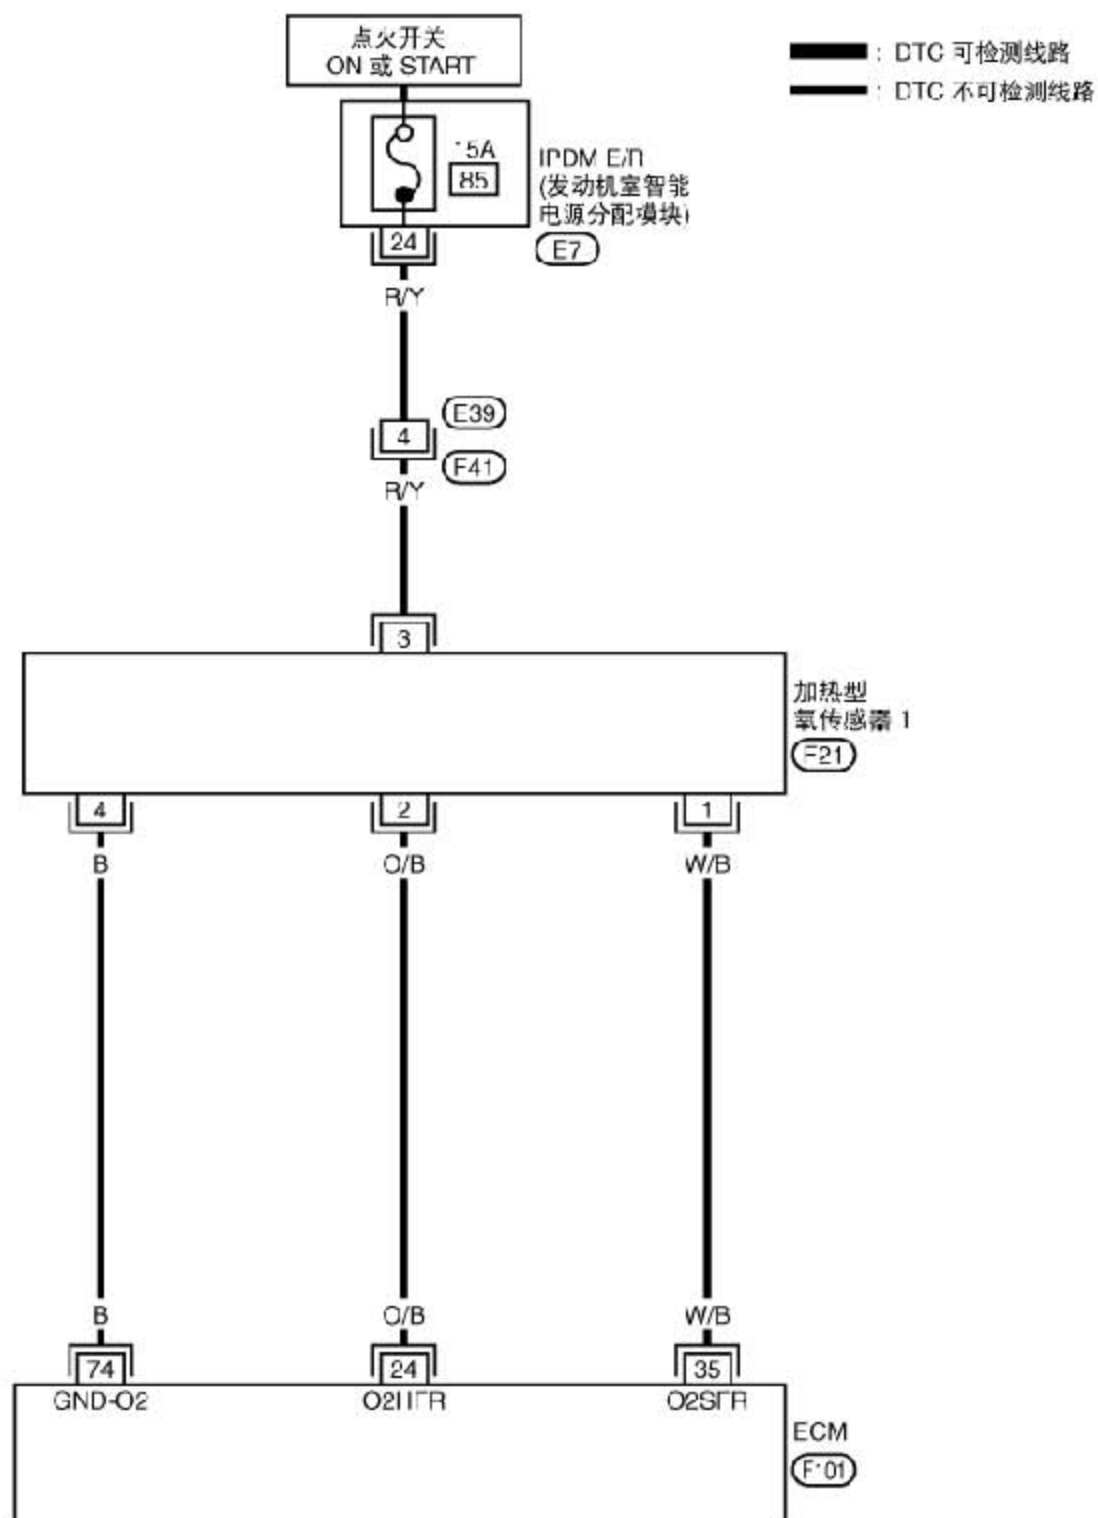 点火开关
ON 或 START
: DTC 可检测线路
: DTC 不可检测线路
15A
85
IPDM E/R
(发动机室智能
电源分配模块)
E7
24
R/Y
E39
4
F41
R/Y
3
加热型
氧传感器 1
F21
4
2
1
B
O/B
W/B
B
O/B
W/B
74
24
35
GND-O2
O2HTR
O2SFR
ECM
F101